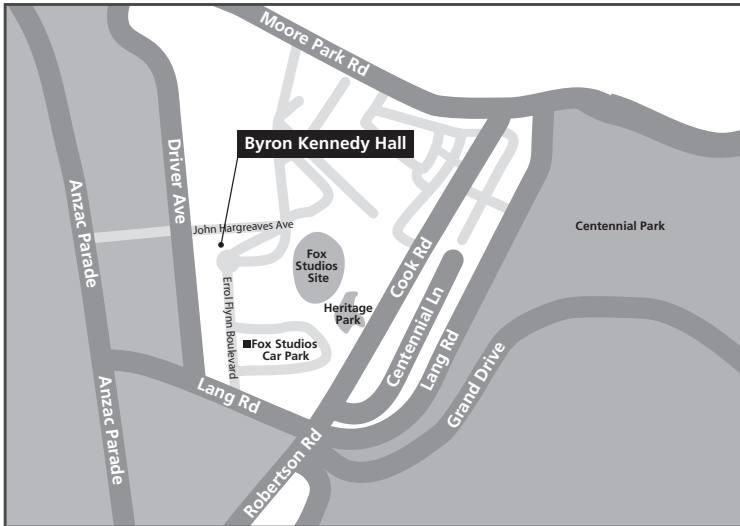 Moore Park Rd
Byron Kennedy Hall
Driver Ave
Anzac Parade
John Hargreaves Ave
Centennial Park
Fox
Studios
Site
Cook Rd
Errol Flynn Boulevard
Heritage
Park
Centennial Ln
Fox Studios
Car Park
Lang Rd
Grand Drive
Lang Rd
Anzac Parade
Robertson Rd